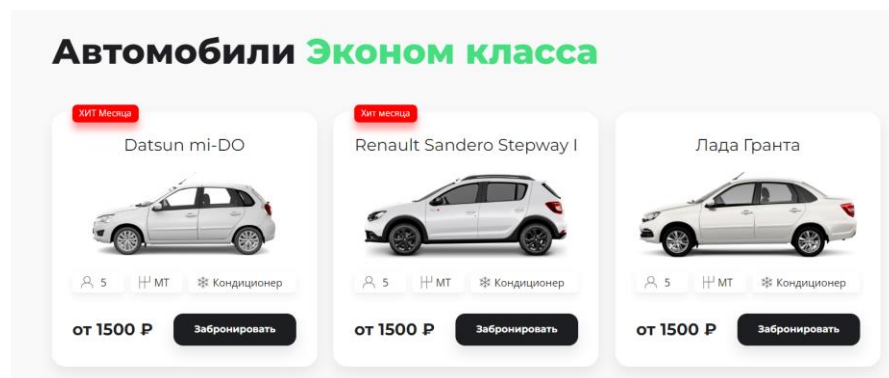 Автомобили Эконом класса
ХИТ Месяца
Datsun mi-DO
5 МТ Кондиционер
от 1500 ₽ Забронировать
Хит месяца
Renault Sandero Stepway I
5 МТ Кондиционер
от 1500 ₽ Забронировать
Лада Гранта
5 МТ Кондиционер
от 1500 ₽ Забронировать